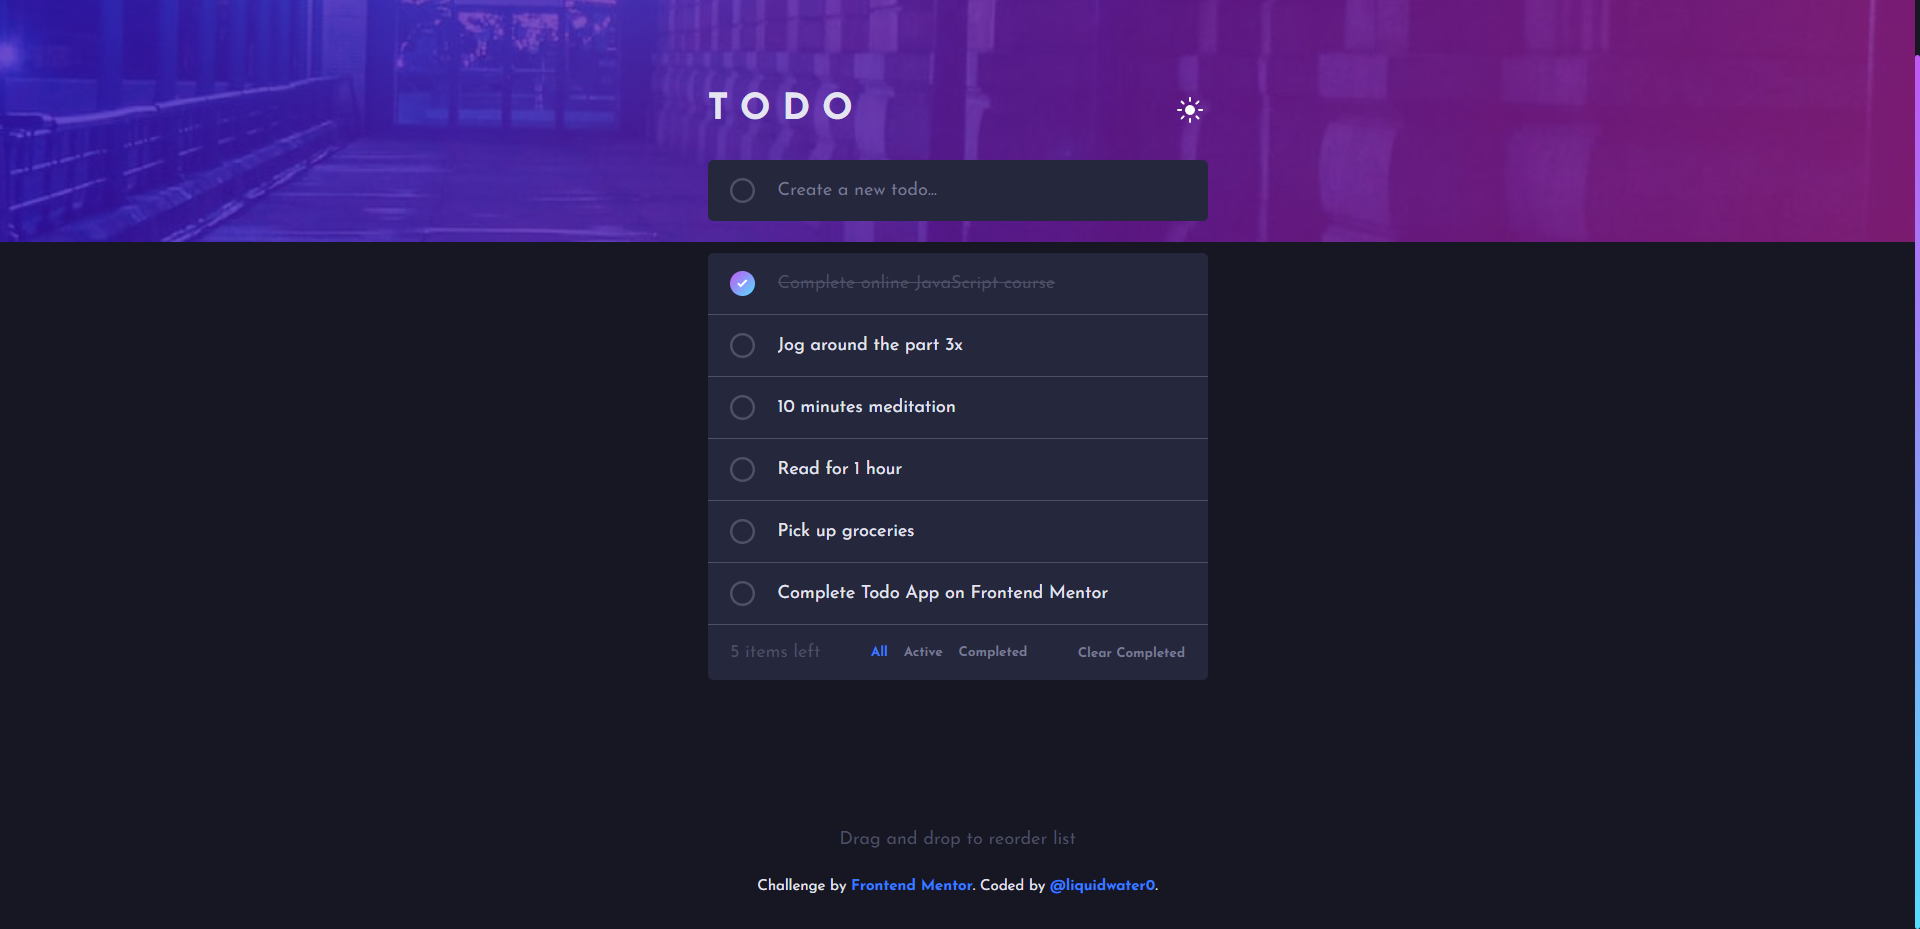 TODO
Create a new todo...
Complete online JavaScript course
Jog around the part 3x
10 minutes meditation
Read for 1 hour
Pick up groceries
Complete Todo App on Frontend Mentor
5 items left All Active Completed Clear Completed
Drag and drop to reorder list
Challenge by Frontend Mentor. Coded by @liquidwater0.